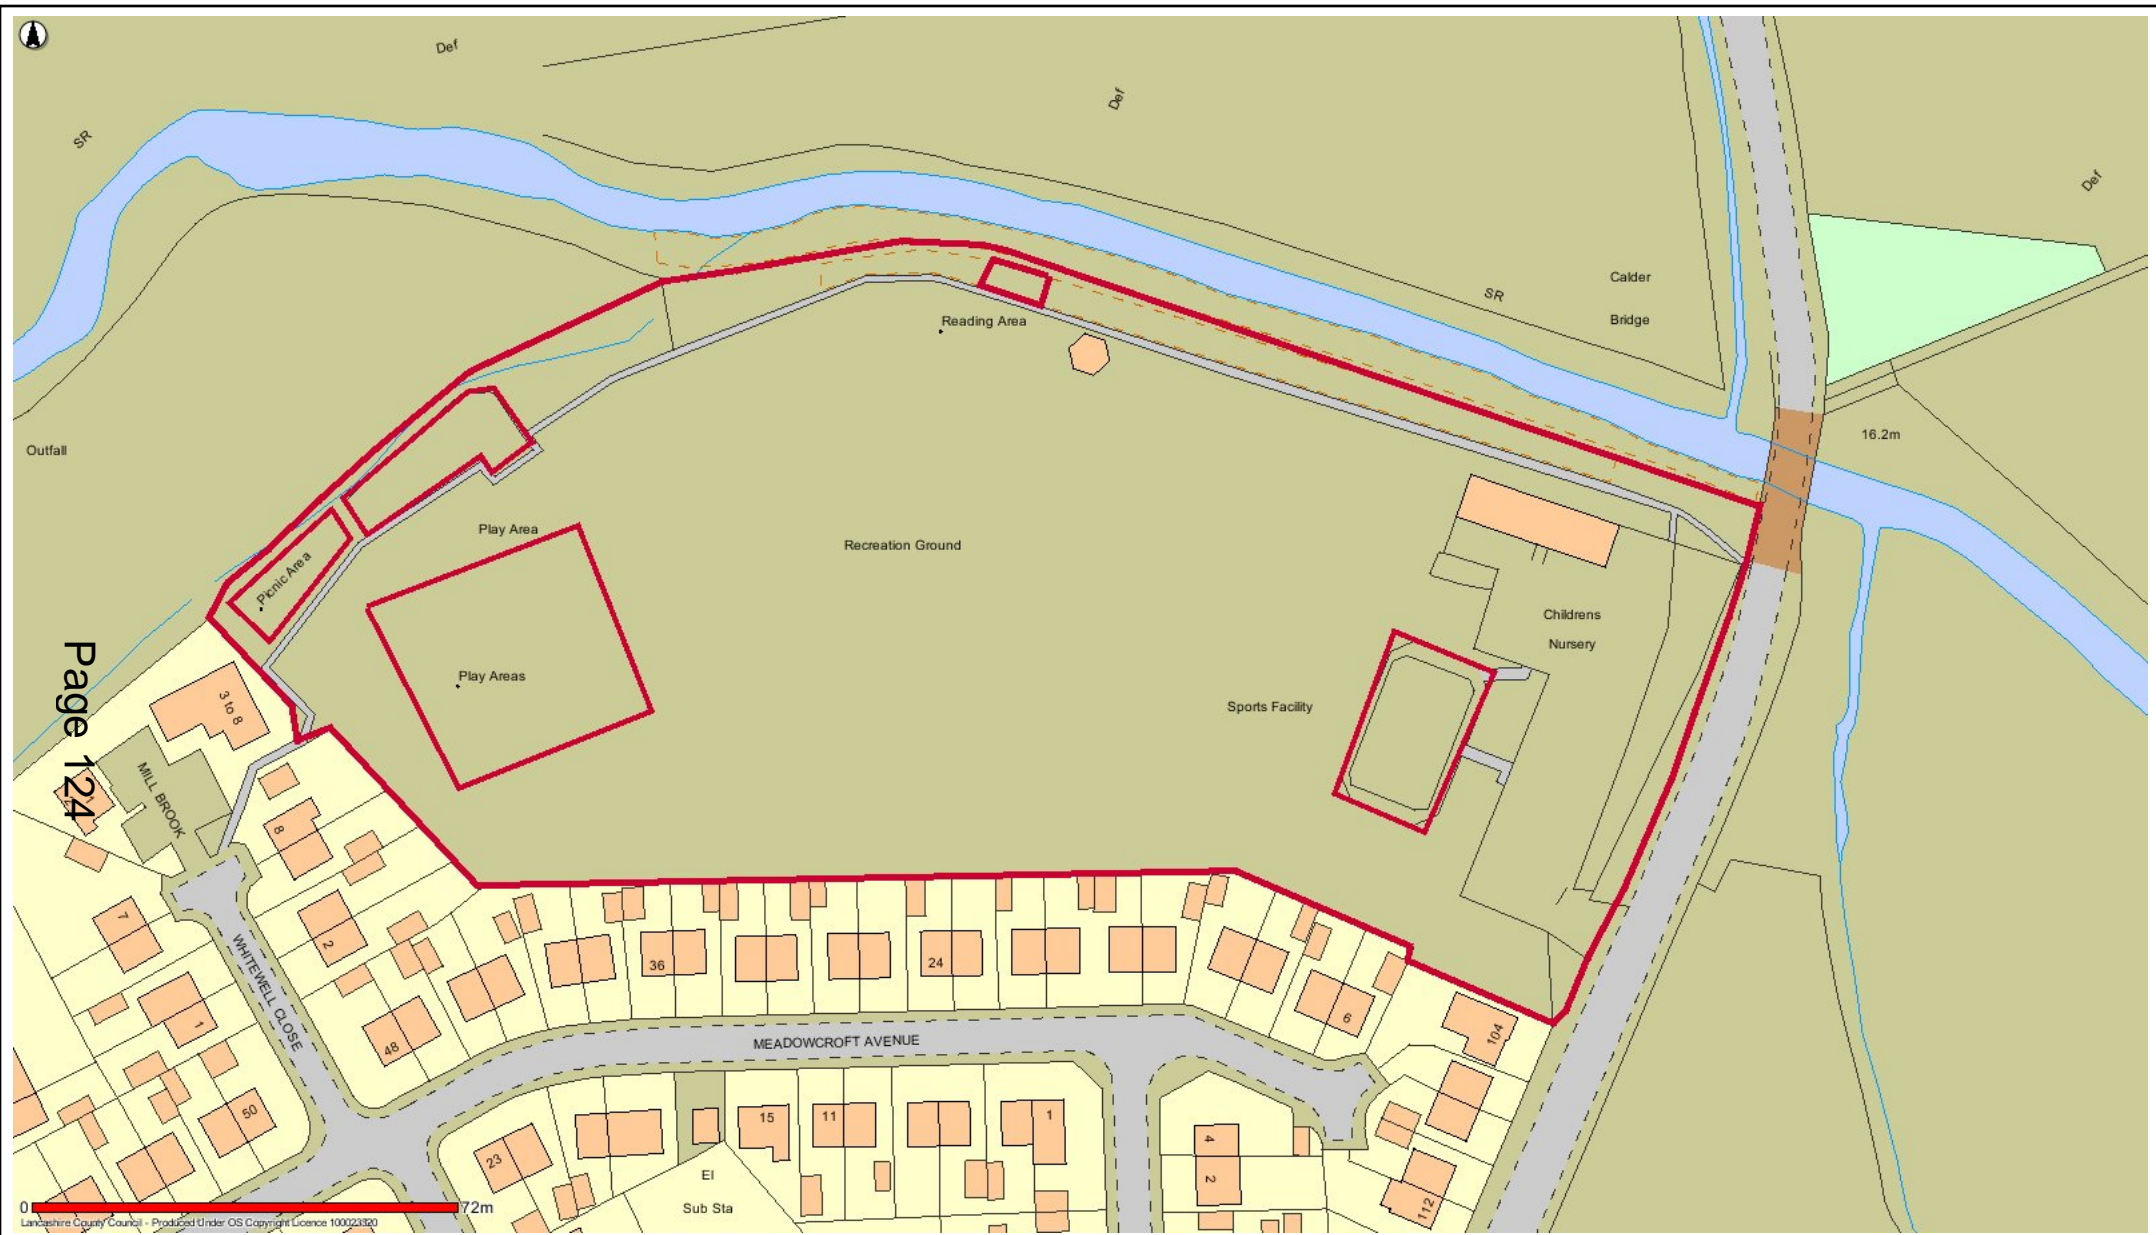 Def
Def
SR
Def
Calder
Bridge
SR
Reading Area
16.2m
Outfall
Play Area
Recreation Ground
Picnic Area
Childrens
Nursery
Play Areas
Sports Facility
3 to 8
Page 124
MILL BROOK
8
7
2
36
24
6
WHITEWELL CLOSE
1
48
MEADOWCROFT AVENUE
104
50
15
11
1
4
23
El
Sub Sta
2
112
0
72m
Lancashire County Council - Produced Under OS Copyright Licence 100023320